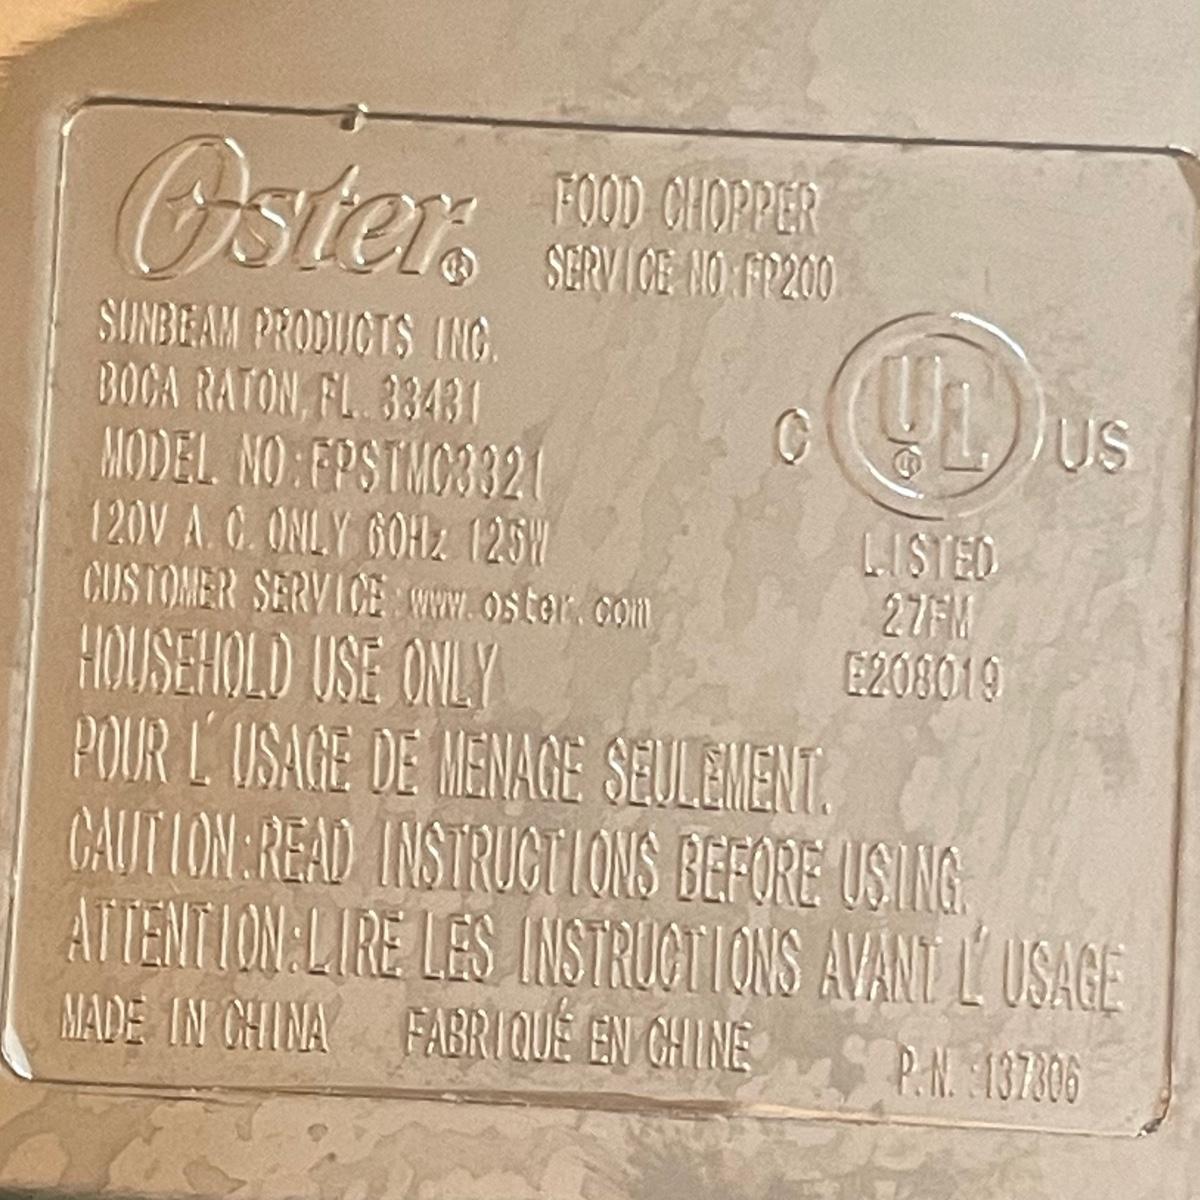 Oster®
FOOD CHOPPER
SERVICE NO:FP200
SUNBEAM PRODUCTS INC.
BOCA RATON, FL. 33431
MODEL NO:FPSTMC3321
120V A.C. ONLY 60Hz 125W
CUSTOMER SERVICE:www.oster.com
HOUSEHOLD USE ONLY
C UL® US
LISTED
27FM
E208019
POUR L'USAGE DE MENAGE SEULEMENT.
CAUTION:READ INSTRUCTIONS BEFORE USING.
ATTENTION:LIRE LES INSTRUCTIONS AVANT L'USAGE
MADE IN CHINA FABRIQUÉ EN CHINE P.N.:137306